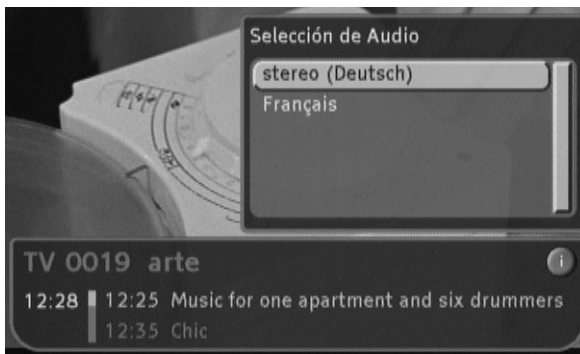 Selección de Audio
stereo (Deutsch)
Français
TV 0019 arte
i
12:28 12:25 Music for one apartment and six drummers
12:35 Chic